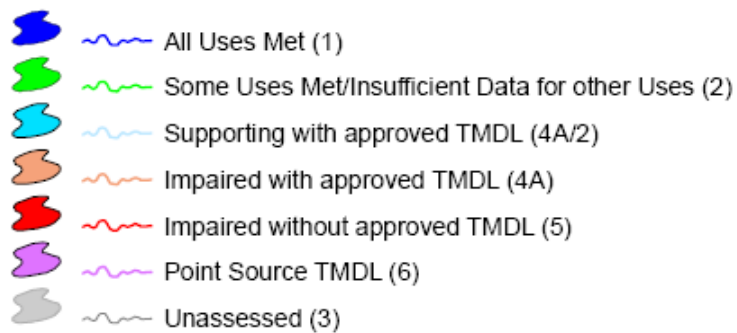 All Uses Met (1)
Some Uses Met/Insufficient Data for other Uses (2)
Supporting with approved TMDL (4A/2)
Impaired with approved TMDL (4A)
Impaired without approved TMDL (5)
Point Source TMDL (6)
Unassessed (3)